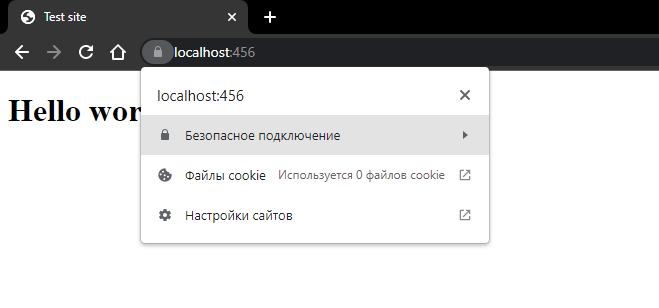 Test site
localhost:456
localhost:456
Hello wor
Безопасное подключение
Файлы cookie Используется 0 файлов cookie
Настройки сайтов